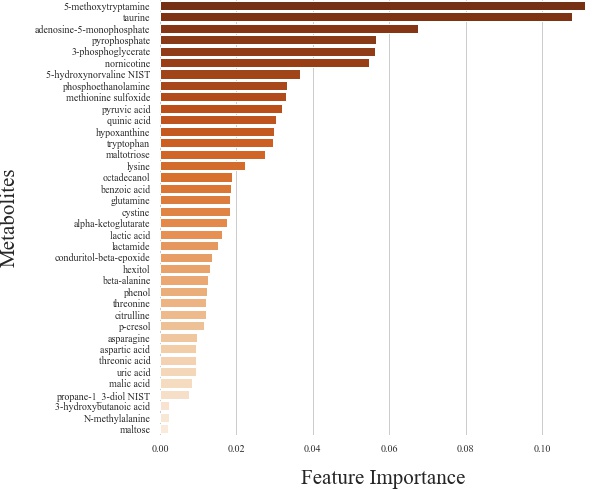 5-methoxytryptamine
taurine
adenosine-5-monophosphate
pyrophosphate
3-phosphoglycerate
nornicotine
5-hydroxynorvaline NIST
phosphoethanolamine
methionine sulfoxide
pyruvic acid
quinic acid
hypoxanthine
tryptophan
maltotriose
lysine
octadecanol
benzoic acid
glutamine
cystine
alpha-ketoglutarate
lactic acid
lactamide
conduritol-beta-epoxide
hexitol
beta-alanine
phenol
threonine
citrulline
p-cresol
asparagine
aspartic acid
threonic acid
uric acid
malic acid
propane-1_3-diol NIST
3-hydroxybutanoic acid
N-methylalanine
maltose
Metabolites
0.00 0.02 0.04 0.06 0.08 0.10
Feature Importance